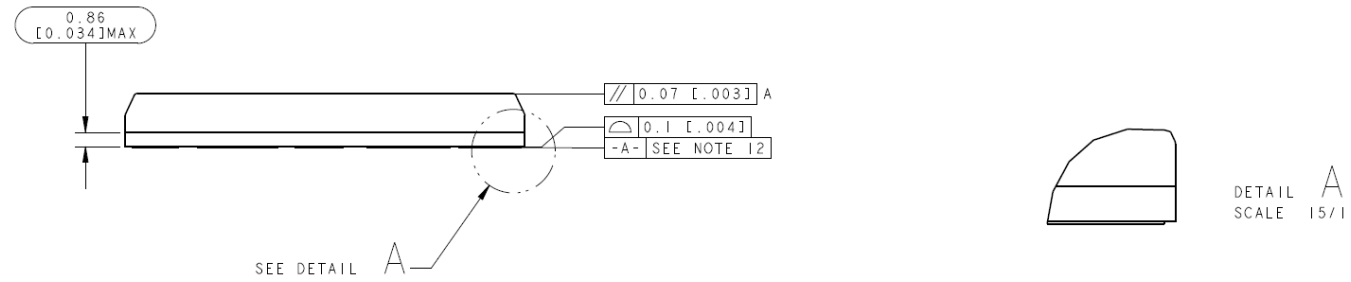 0.86
[0.034]MAX
// 0.07 [.003] A
0.1 [.004]
-A- SEE NOTE 12
SEE DETAIL A
DETAIL A
SCALE 15/1